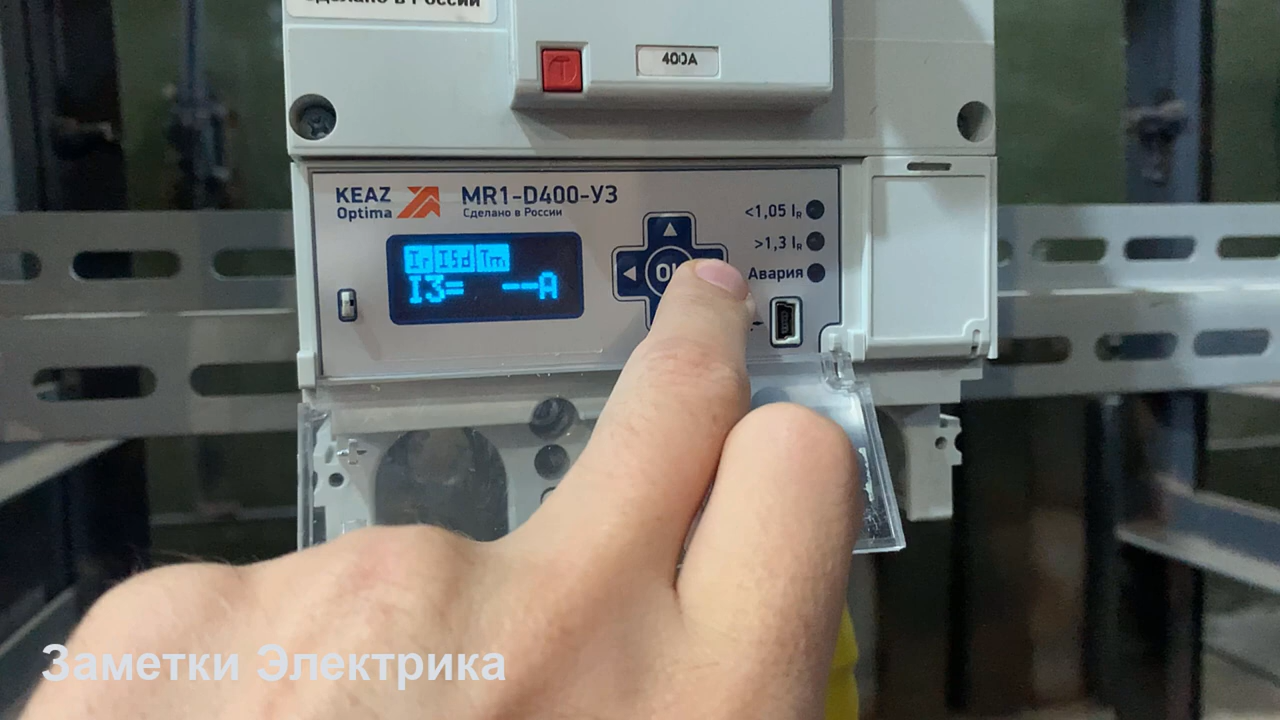 Сделано в России
T
400A
KEAZ
Optima
MR1-D400-У3
Сделано в России
<1,05 IR
>1,3 IR
Авария
Ir Isd Tm
I3= --A
Заметки Электрика